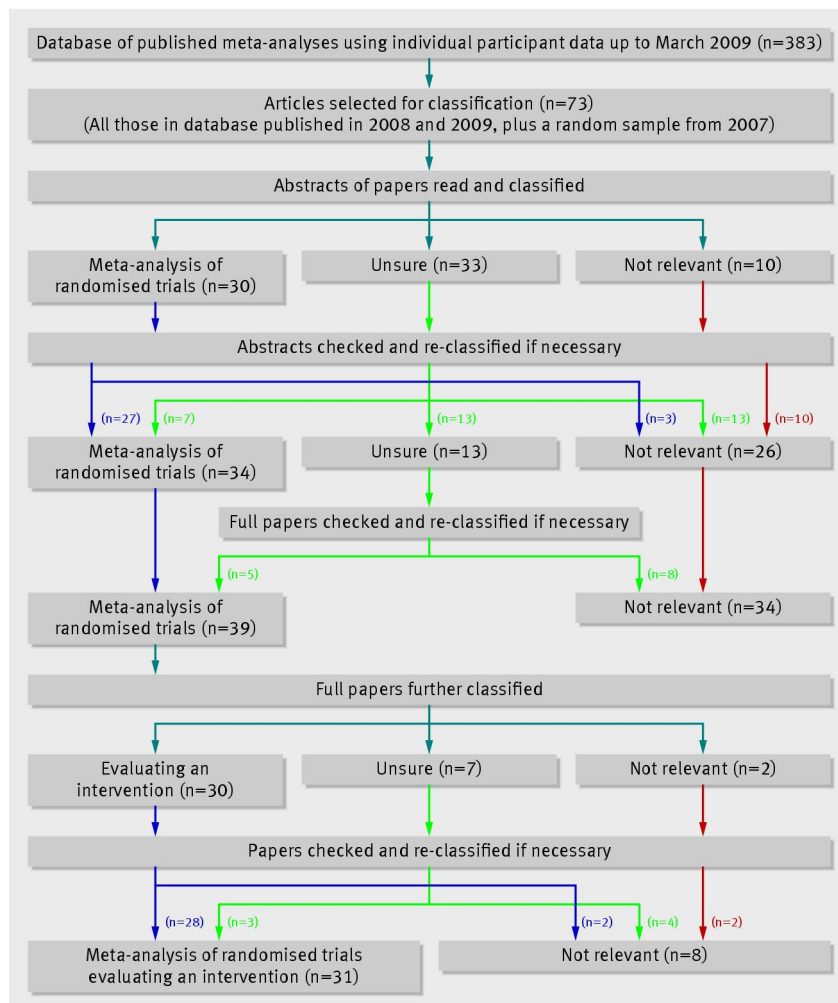 Database of published meta-analyses using individual participant data up to March 2009 (n=383)
Articles selected for classification (n=73)
(All those in database published in 2008 and 2009, plus a random sample from 2007)
Abstracts of papers read and classified
Meta-analysis of
randomised trials (n=30)
Unsure (n=33)
Not relevant (n=10)
Abstracts checked and re-classified if necessary
(n=27)
(n=7)
(n=13)
(n=3)
(n=13)
(n=10)
Meta-analysis of
randomised trials (n=34)
Unsure (n=13)
Not relevant (n=26)
Full papers checked and re-classified if necessary
(n=5)
(n=8)
Meta-analysis of
randomised trials (n=39)
Not relevant (n=34)
Full papers further classified
Evaluating an
intervention (n=30)
Unsure (n=7)
Not relevant (n=2)
Papers checked and re-classified if necessary
(n=28)
(n=3)
(n=2)
(n=4)
(n=2)
Meta-analysis of randomised trials
evaluating an intervention (n=31)
Not relevant (n=8)